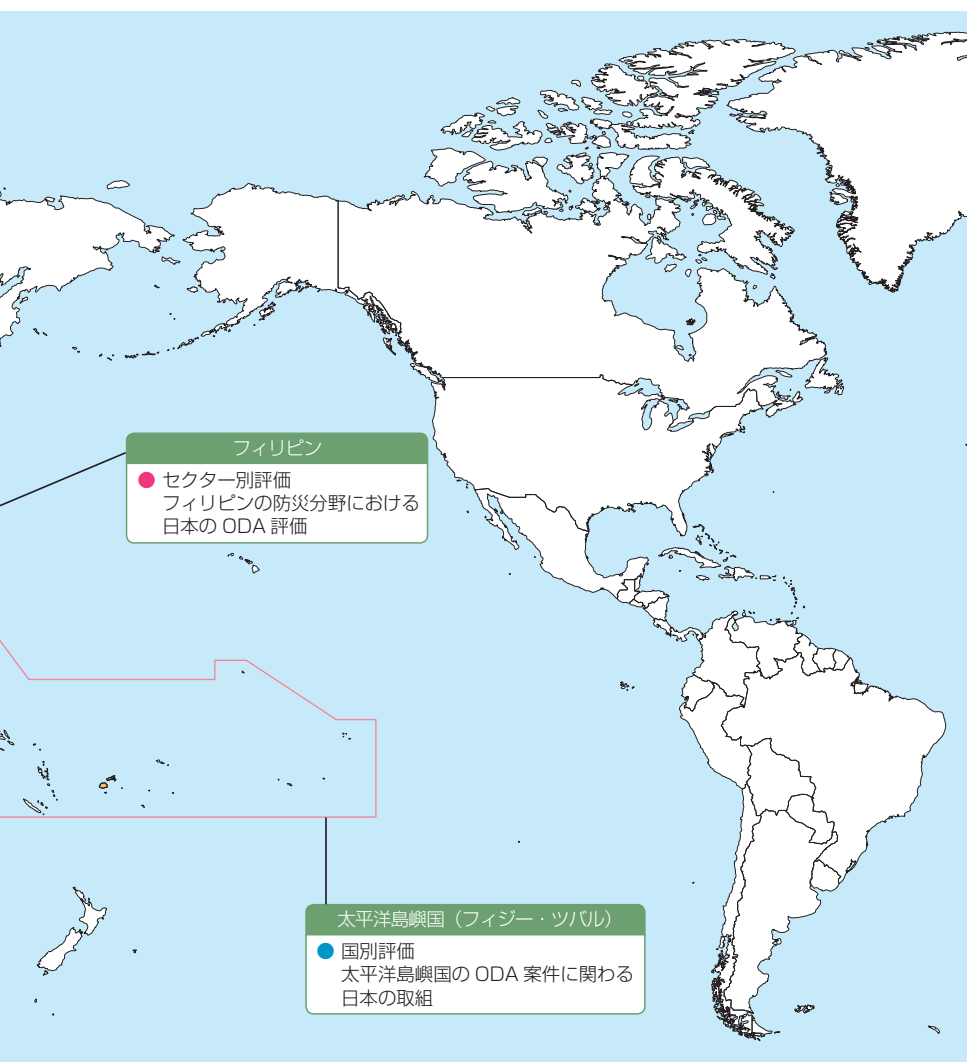 フィリピン
● セクター別評価
フィリピンの防災分野における
日本の ODA 評価
太平洋島嶼国（フィジー・ツバル）
● 国別評価
太平洋島嶼国の ODA 案件に関わる
日本の取組